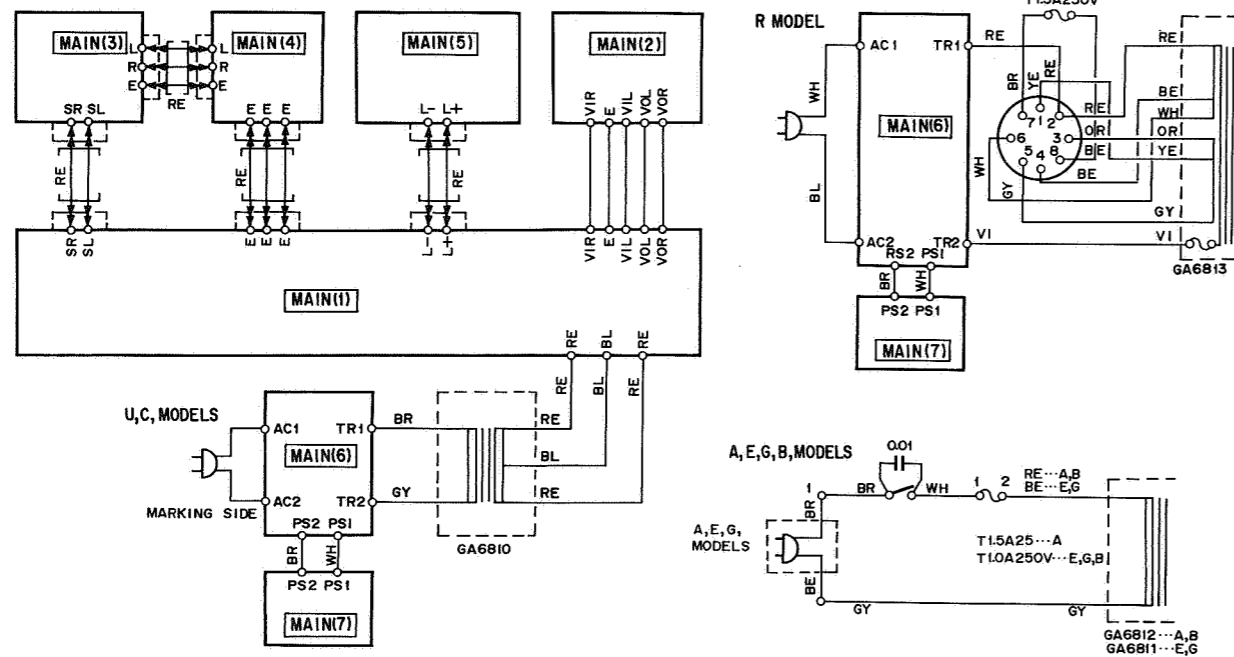 MAIN(3)
MAIN(4)
MAIN(5)
MAIN(2)
L
R
E
L
R
E
RE
SR SL
E E E
L- L+
VIR
E
VIL
VOL
VOR
RE
RE
RE
SR
SL
E
E
E
L-
L+
VIR
E
VIL
VOL
VOR
MAIN(1)
RE
BL
RE
RE
BL
RE
U,C, MODELS
AC1
TR1
BR
RE
MAIN(6)
BL
AC2
TR2
GY
RE
MARKING SIDE
PS2 PS1
BR
WH
GA6810
PS2 PS1
MAIN(7)
R MODEL
T1.5A250V
AC1
TR1
RE
BR
YE
RE
RE
WH
BE
WH
MAIN(6)
7 1 2
RE
6
3
OR
OR
5
4
8
BE
YE
WH
GY
BE
BL
GY
AC2
TR2
VI
VI
RS2 PS1
BR
WH
GA6813
PS2 PS1
MAIN(7)
A,E,G,B,MODELS
0.01
1
BR
WH
1 2
RE···A,B
BE···E,G
BR
A,E,G,
MODELS
T1.5A25···A
T1.0A250V···E,G,B
BE
GY
GY
GA6812···A,B
GA6811···E,G